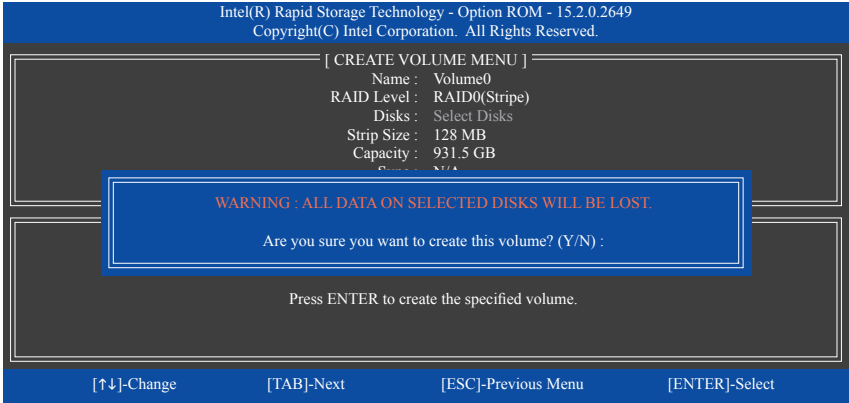 Intel(R) Rapid Storage Technology - Option ROM - 15.2.0.2649
Copyright(C) Intel Corporation. All Rights Reserved.
[ CREATE VOLUME MENU ]
Name : Volume0
RAID Level : RAID0(Stripe)
Disks : Select Disks
Strip Size : 128 MB
Capacity : 931.5 GB
Sync : N/A
WARNING : ALL DATA ON SELECTED DISKS WILL BE LOST.
Are you sure you want to create this volume? (Y/N) :
Press ENTER to create the specified volume.
[↑↓]-Change [TAB]-Next [ESC]-Previous Menu [ENTER]-Select